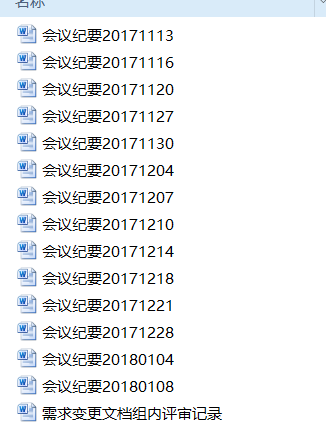 名称
会议纪要20171113
会议纪要20171116
会议纪要20171120
会议纪要20171127
会议纪要20171130
会议纪要20171204
会议纪要20171207
会议纪要20171210
会议纪要20171214
会议纪要20171218
会议纪要20171221
会议纪要20171228
会议纪要20180104
会议纪要20180108
需求变更文档组内评审记录